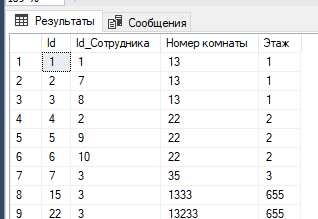 Результаты Сообщения
Id Id_Сотрудника Номер комнаты Этаж
1 1 1 13 1
2 2 7 13 1
3 3 8 13 1
4 4 2 22 2
5 5 9 22 2
6 6 10 22 2
7 7 3 35 3
8 15 3 1333 655
9 22 3 13233 655